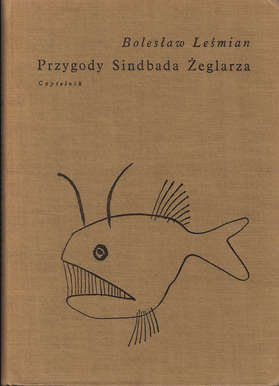 Bolesław Leśmian
Przygody Sindbada Żeglarza
Czytelnik